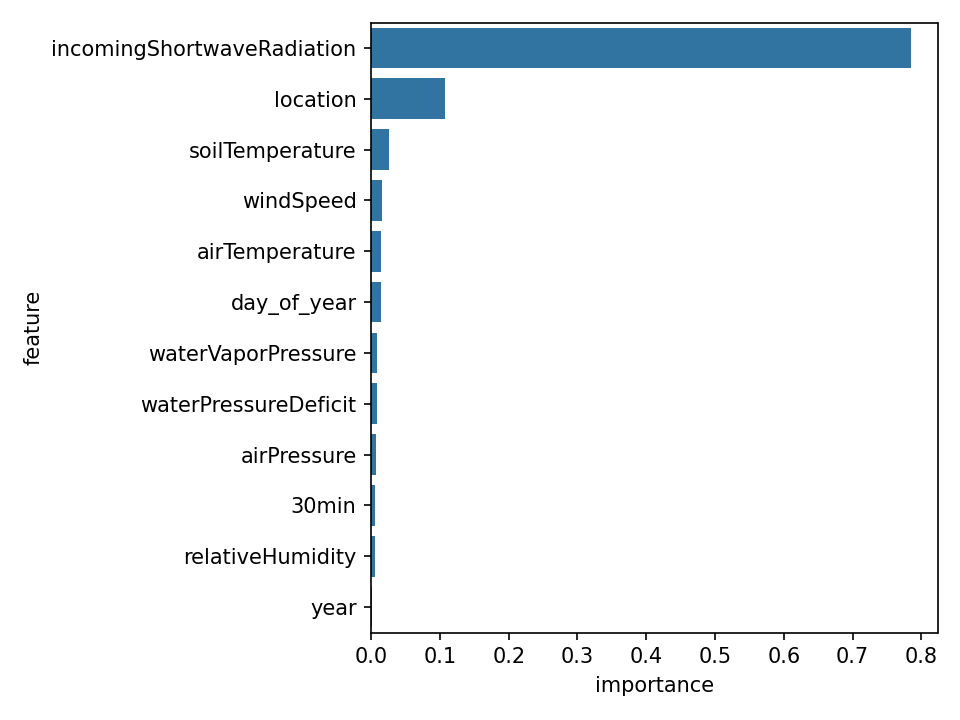 incomingShortwaveRadiation
location
soilTemperature
windSpeed
airTemperature
day_of_year
waterVaporPressure
waterPressureDeficit
airPressure
30min
relativeHumidity
year
feature
0.0 0.1 0.2 0.3 0.4 0.5 0.6 0.7 0.8
importance